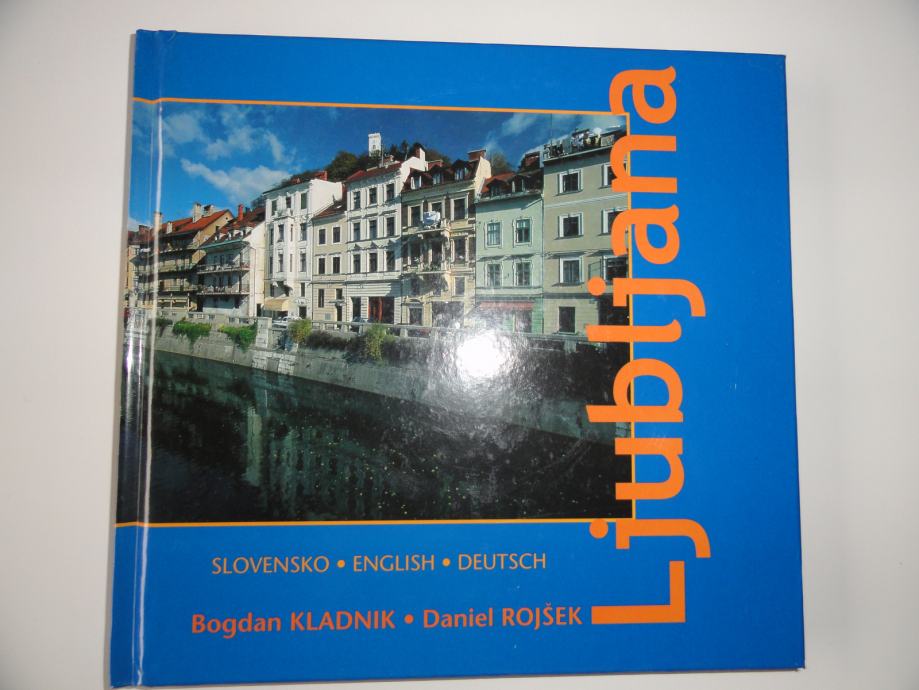 Ljubljana
SLOVENSKO • ENGLISH • DEUTSCH
Bogdan KLADNIK • Daniel ROJŠEK